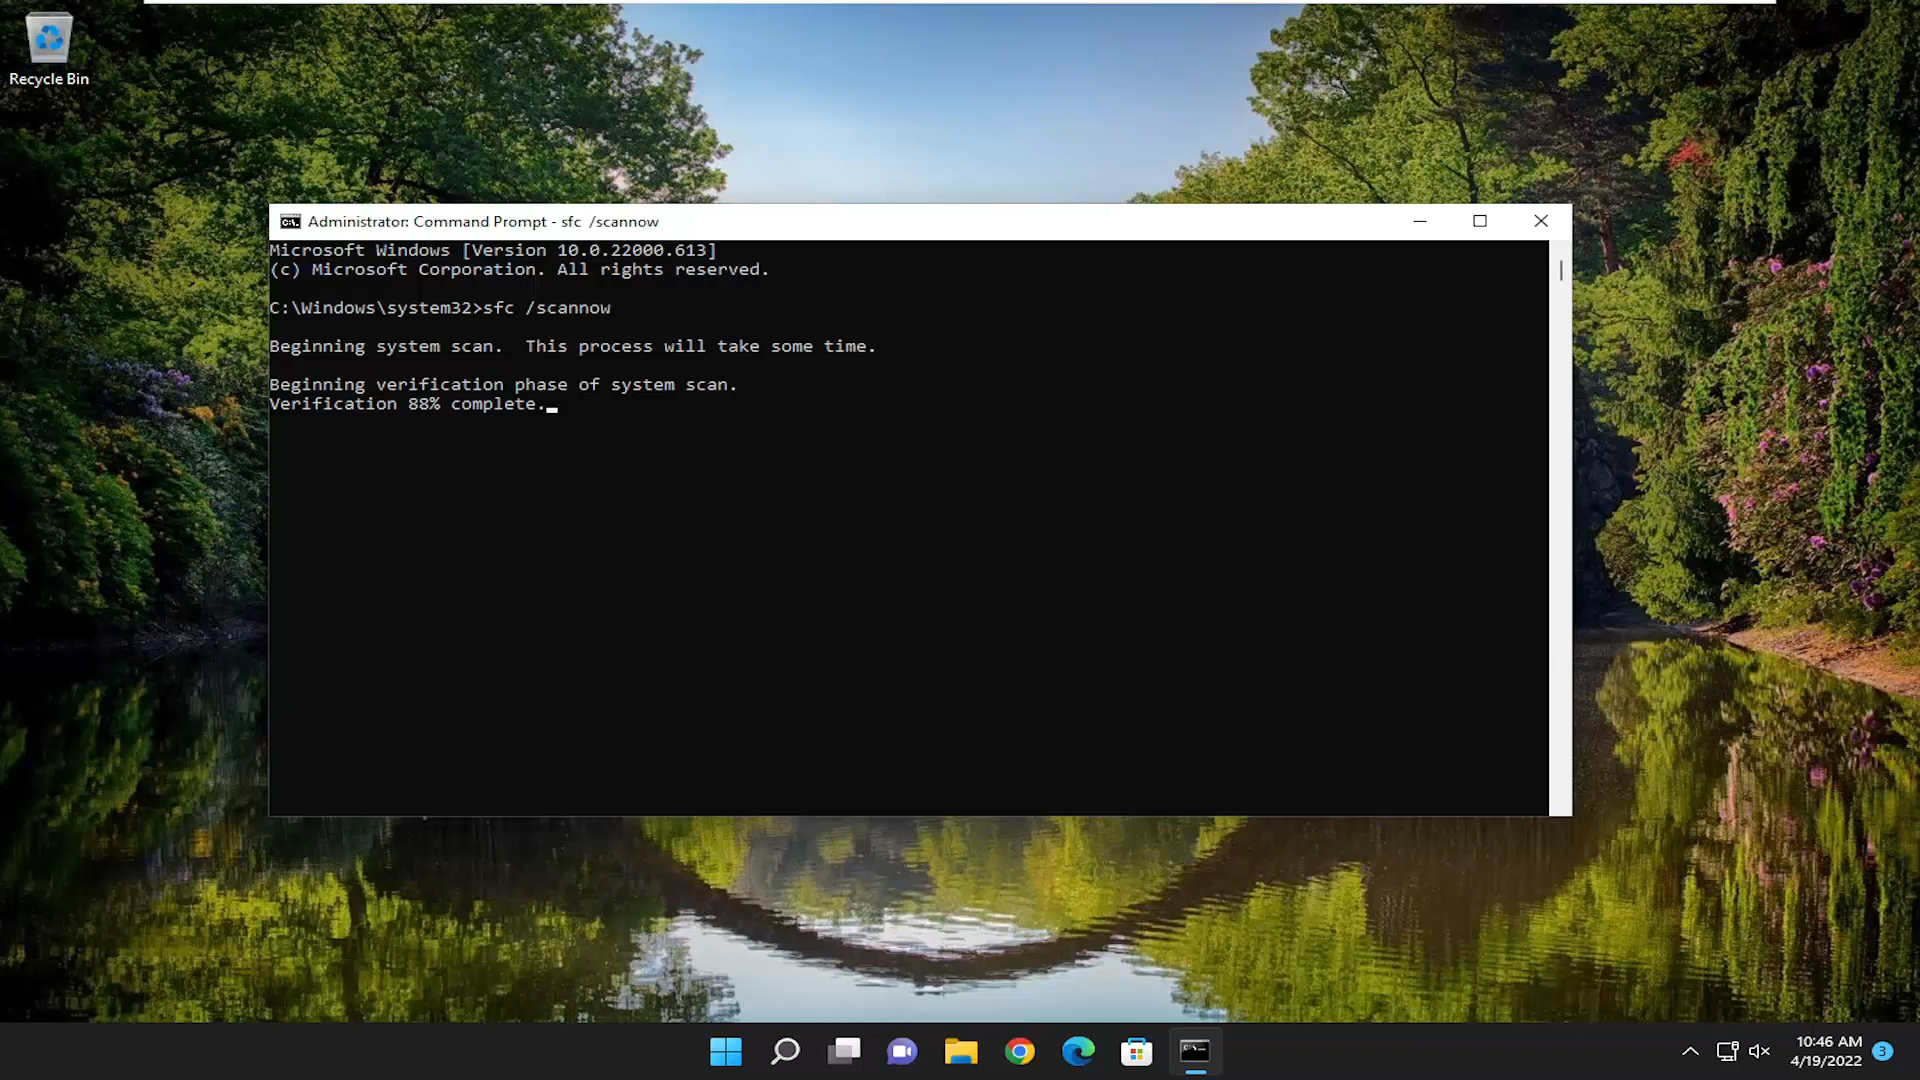 Recycle Bin
Administrator: Command Prompt - sfc  /scannow
Microsoft Windows [Version 10.0.22000.613]
(c) Microsoft Corporation. All rights reserved.
C:\Windows\system32>sfc /scannow
Beginning system scan.  This process will take some time.
Beginning verification phase of system scan.
Verification 88% complete.
10:46 AM
4/19/2022
3